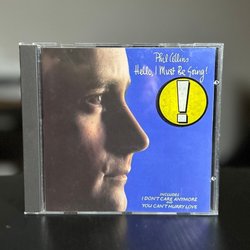 Phil Collins
Hello, I Must Be Going!
!
INCLUDES
I DON'T CARE ANYMORE
YOU CAN'T HURRY LOVE